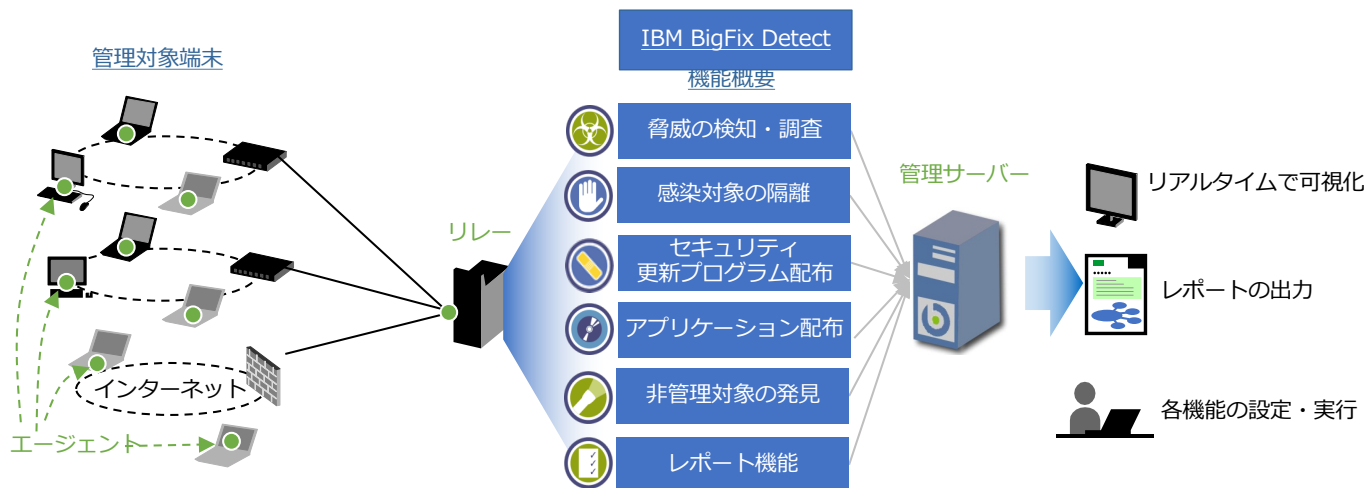 管理対象端末
インターネット
エージェント
リレー
IBM BigFix Detect
機能概要
脅威の検知・調査
感染対象の隔離
セキュリティ
更新プログラム配布
アプリケーション配布
非管理対象の発見
レポート機能
管理サーバー
リアルタイムで可視化
レポートの出力
各機能の設定・実行